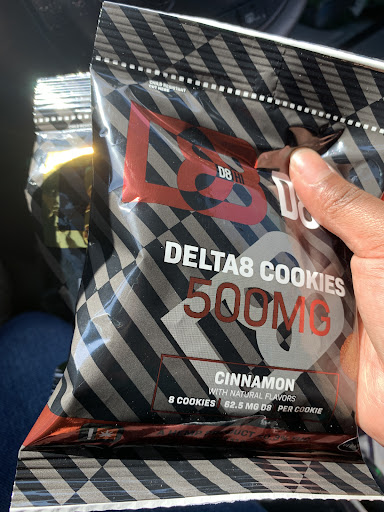 D8
DELTA8 COOKIES
500MG
CINNAMON
WITH NATURAL FLAVORS
8 COOKIES 62.5 MG D8 PER COOKIE